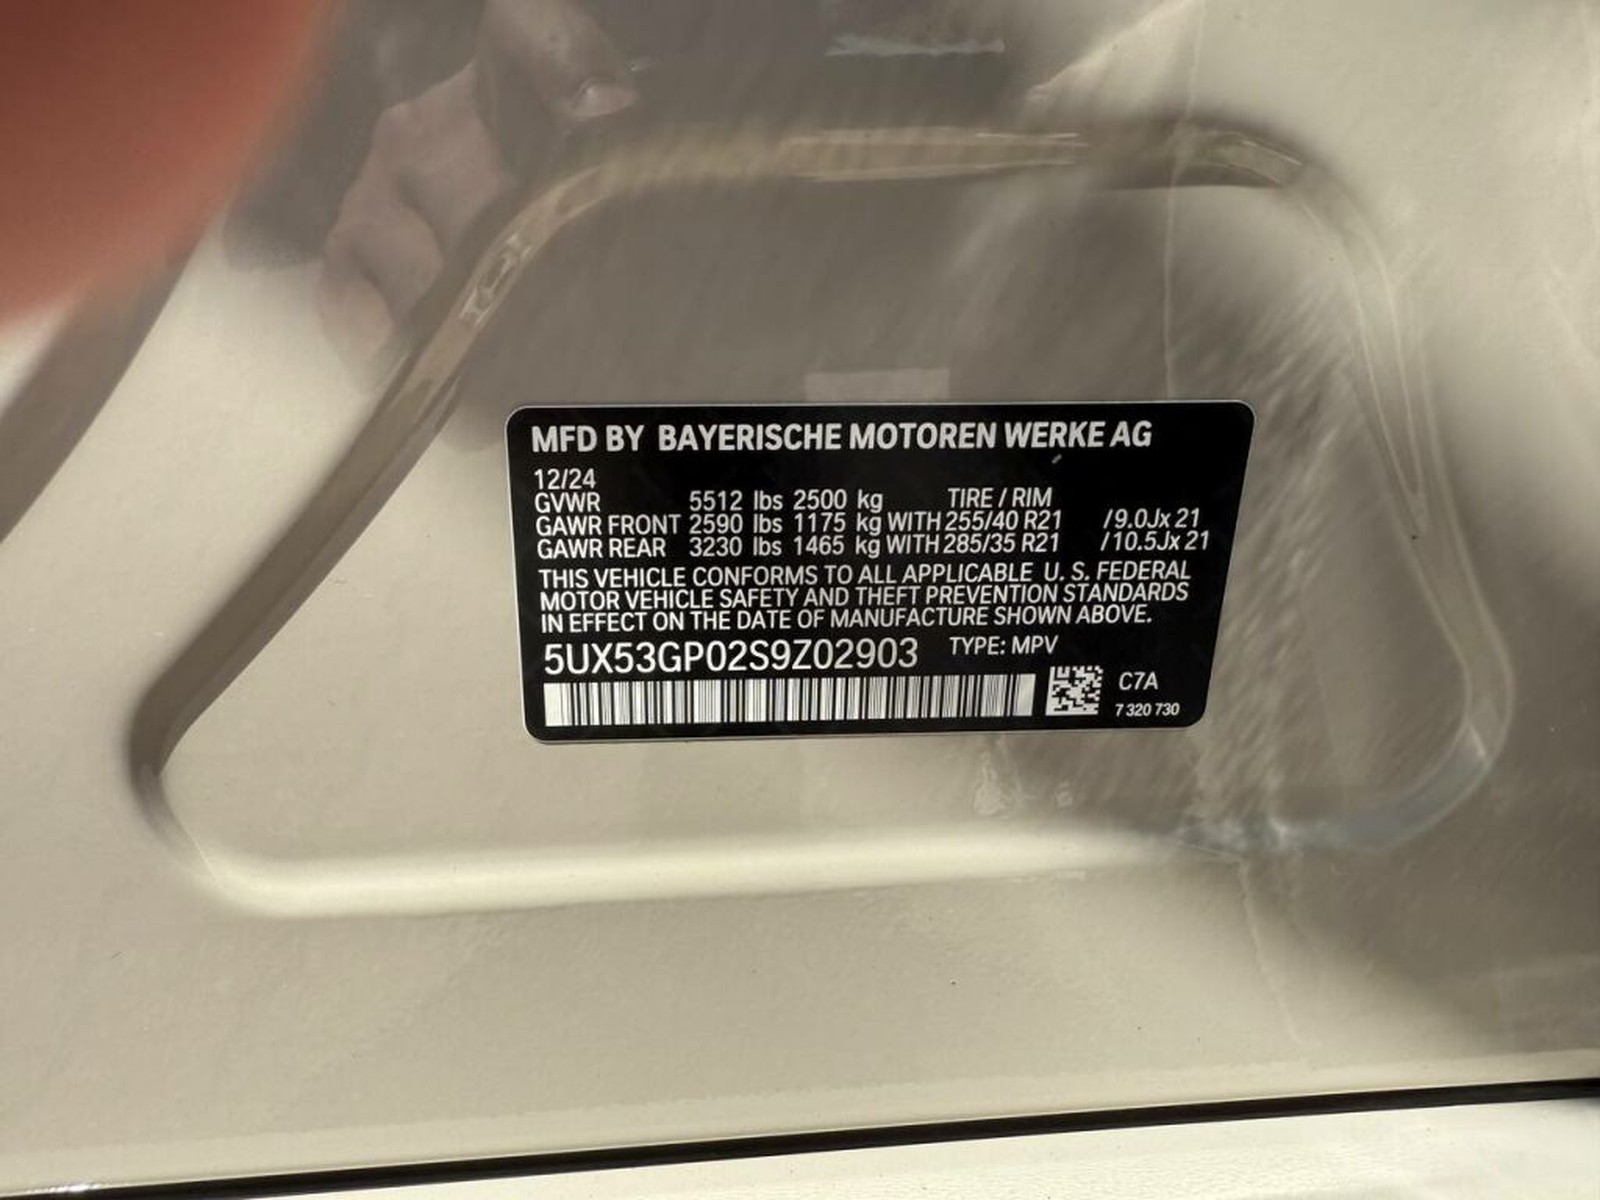 MFD BY BAYERISCHE MOTOREN WERKE AG
12/24
GVWR 5512 lbs 2500 kg TIRE / RIM
GAWR FRONT 2590 lbs 1175 kg WITH 255/40 R21 /9.0Jx 21
GAWR REAR 3230 lbs 1465 kg WITH 285/35 R21 /10.5Jx 21
THIS VEHICLE CONFORMS TO ALL APPLICABLE U. S. FEDERAL
MOTOR VEHICLE SAFETY AND THEFT PREVENTION STANDARDS
IN EFFECT ON THE DATE OF MANUFACTURE SHOWN ABOVE.
5UX53GP02S9Z02903 TYPE: MPV
C7A
7 320 730